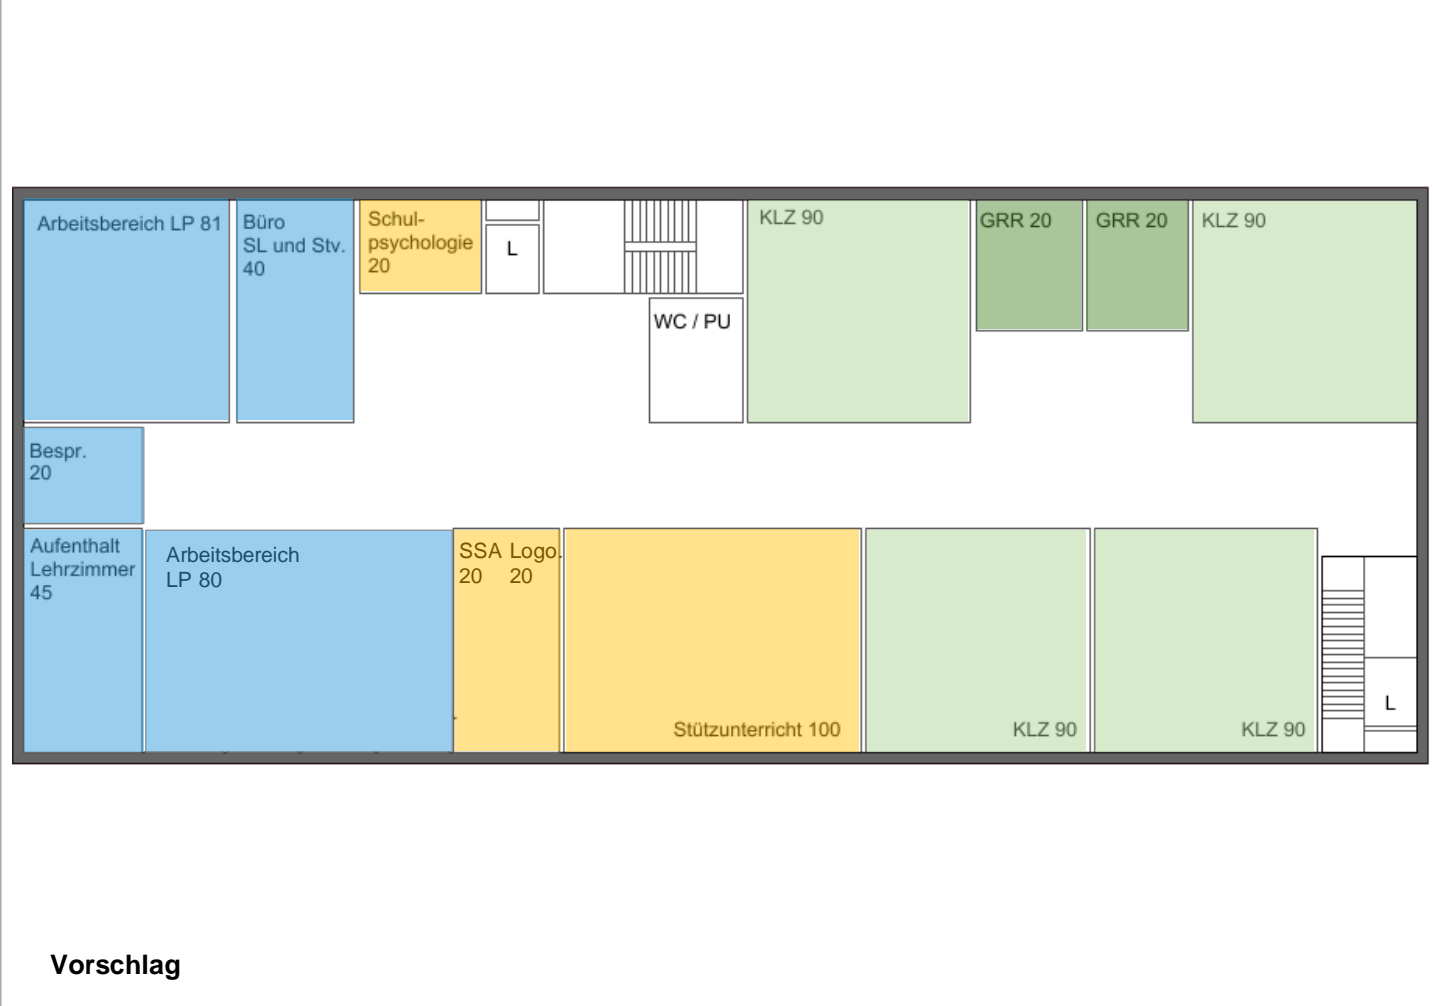 Arbeitsbereich LP 81
Büro
SL und Stv.
40
Schul-
psychologie
20
L
WC / PU
KLZ 90
GRR 20
GRR 20
KLZ 90
Bespr.
20
Aufenthalt
Lehrzimmer
45
Arbeitsbereich
LP 80
SSA Logo.
20 20
Stützunterricht 100
KLZ 90
KLZ 90
L
Vorschlag